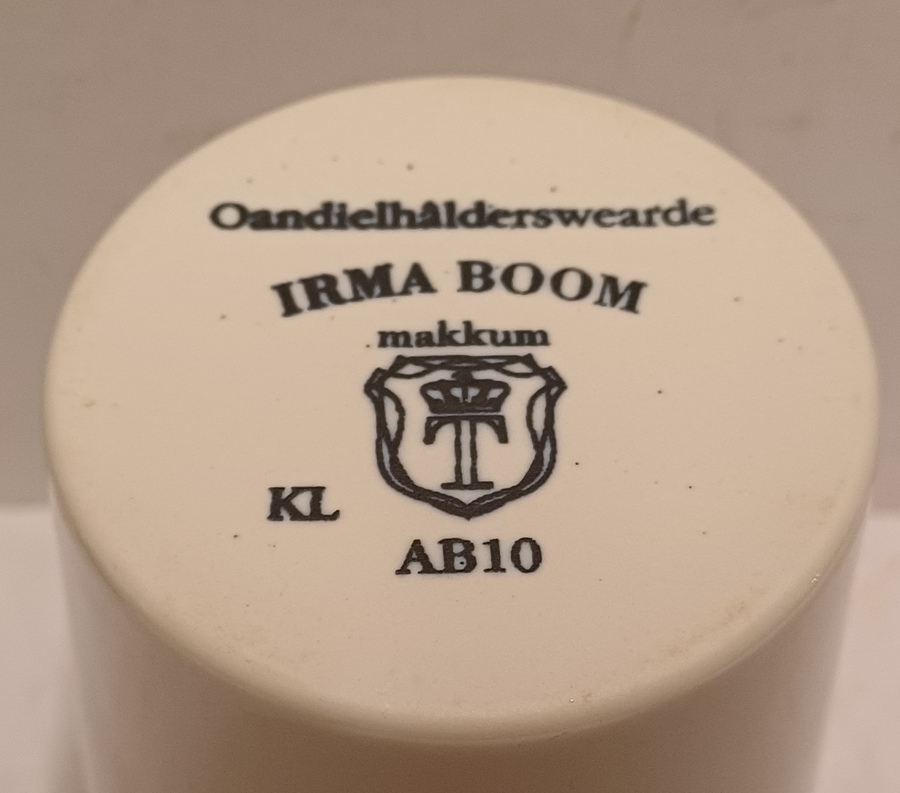 Oandielhâlderswearde
IRMA BOOM
makkum
T
KL
AB10